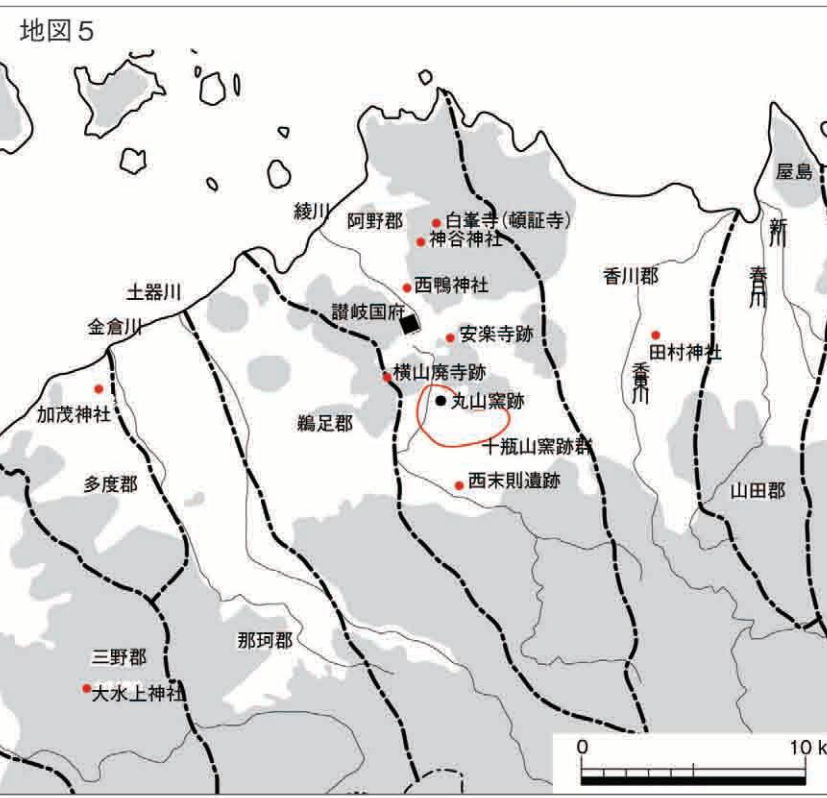 地図5
屋島
綾川
阿野郡
白峯寺(頓証寺)
新川
神谷神社
土器川
西鴨神社
香川郡
春日川
讃岐国府
金倉川
安楽寺跡
田村神社
横山廃寺跡
香東川
加茂神社
丸山窯跡
鵜足郡
十瓶山窯跡群
多度郡
西末則遺跡
山田郡
那珂郡
三野郡
大水上神社
0 10 k